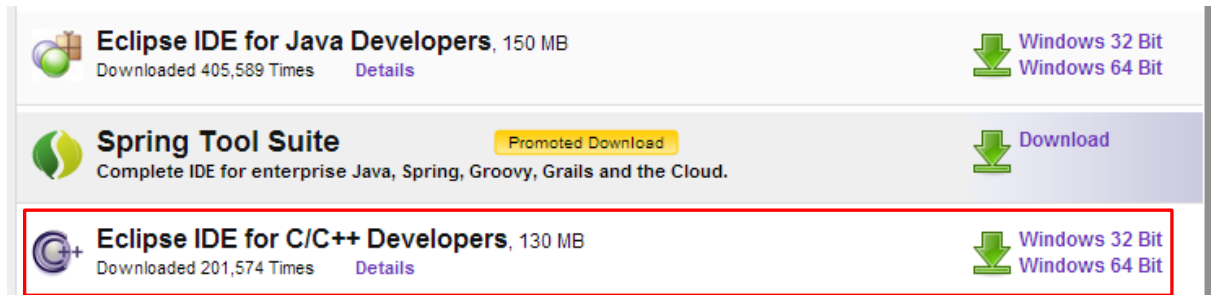 Eclipse IDE for Java Developers, 150 MB
Downloaded 405,589 Times Details
Windows 32 Bit
Windows 64 Bit
Spring Tool Suite Promoted Download
Complete IDE for enterprise Java, Spring, Groovy, Grails and the Cloud.
Download
C++ Eclipse IDE for C/C++ Developers, 130 MB
Downloaded 201,574 Times Details
Windows 32 Bit
Windows 64 Bit